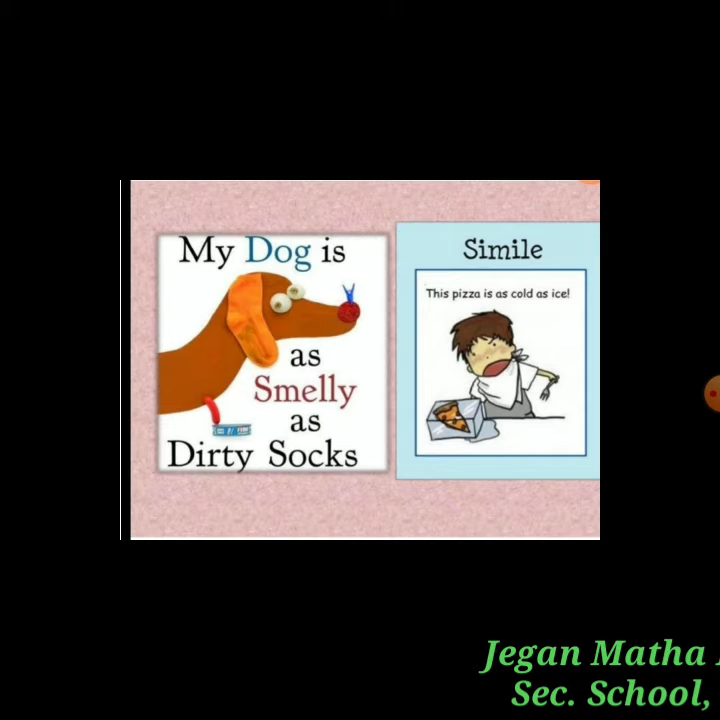 My Dog is
as
Smelly
as
Dirty Socks
Simile
This pizza is as cold as ice!
Jegan Matha
Sec. School,